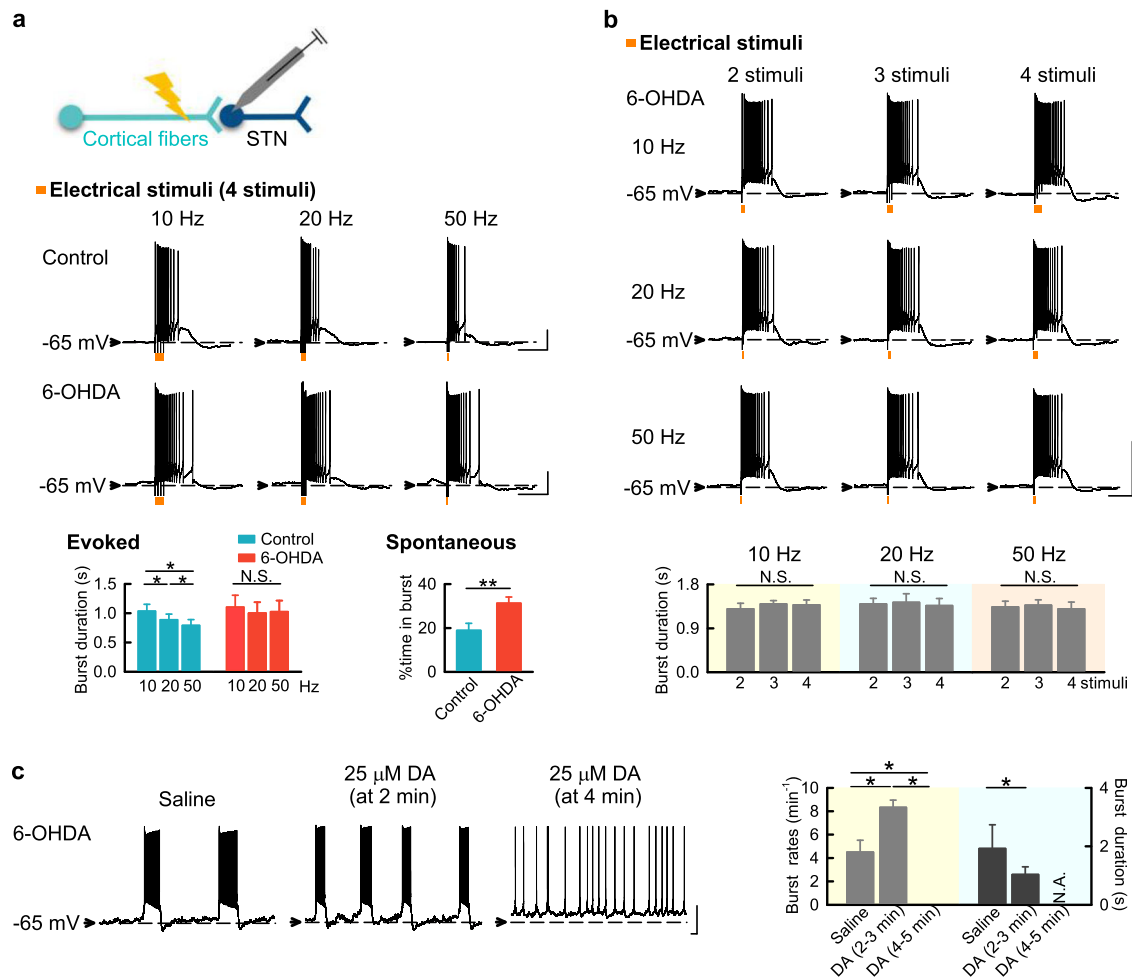 a
Cortical fibers
STN
Electrical stimuli (4 stimuli)
10 Hz
20 Hz
50 Hz
Control
-65 mV
6-OHDA
-65 mV
Evoked
Control
6-OHDA
Burst duration (s)
1.5
1.0
0.5
0.0
*
* *
N.S.
10 20 50
10 20 50
Hz
Spontaneous
%time in burst
40
20
0
**
Control
6-OHDA
b
Electrical stimuli
2 stimuli
3 stimuli
4 stimuli
6-OHDA
10 Hz
-65 mV
20 Hz
-65 mV
50 Hz
-65 mV
10 Hz
20 Hz
50 Hz
Burst duration (s)
1.8
0.9
0.0
N.S.
N.S.
N.S.
2 3 4
2 3 4
2 3 4 stimuli
c
Saline
25 μM DA
(at 2 min)
25 μM DA
(at 4 min)
6-OHDA
-65 mV
Burst rates (min⁻¹)
10
8
6
4
2
0
*
* *
*
N.A.
4
2
0
Burst duration (s)
Saline
DA (2-3 min)
DA (4-5 min)
Saline
DA (2-3 min)
DA (4-5 min)